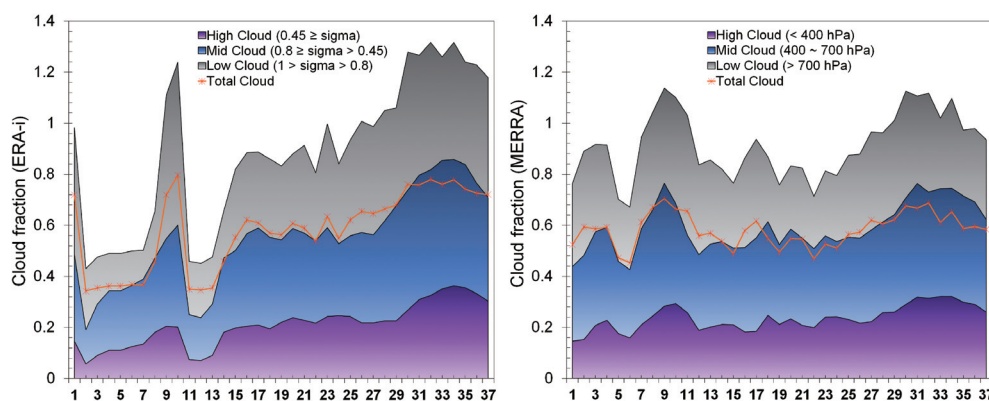 Cloud fraction (ERA-i)
1.4
1.2
1
0.8
0.6
0.4
0.2
0
High Cloud (0.45 ≥ sigma)
Mid Cloud (0.8 ≥ sigma > 0.45)
Low Cloud (1 > sigma > 0.8)
Total Cloud
1 3 5 7 9 11 13 15 17 19 21 23 25 27 29 31 33 35 37
Cloud fraction (MERRA)
1.4
1.2
1
0.8
0.6
0.4
0.2
0
High Cloud (< 400 hPa)
Mid Cloud (400 ~ 700 hPa)
Low Cloud (> 700 hPa)
Total Cloud
1 3 5 7 9 11 13 15 17 19 21 23 25 27 29 31 33 35 37